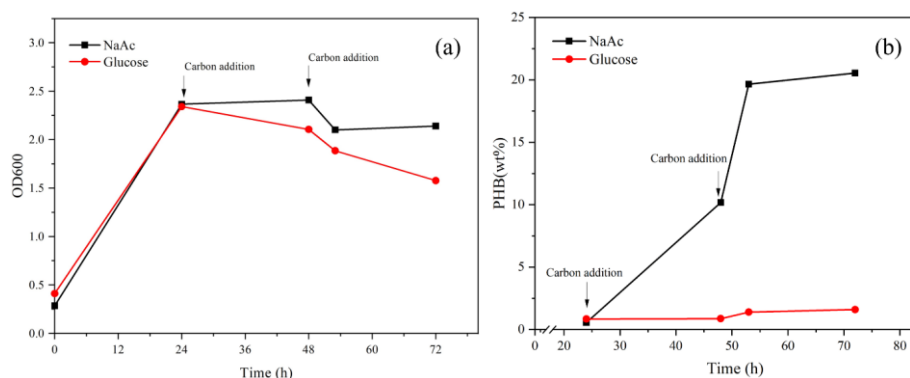 (a)
NaAc
Glucose
Carbon addition
Carbon addition
OD600
3.0
2.5
2.0
1.5
1.0
0.5
0.0
0 12 24 36 48 60 72
Time (h)
(b)
NaAc
Glucose
Carbon addition
Carbon addition
PHB(wt%)
25
20
15
10
5
0
0 20 30 40 50 60 70 80
Time (h)